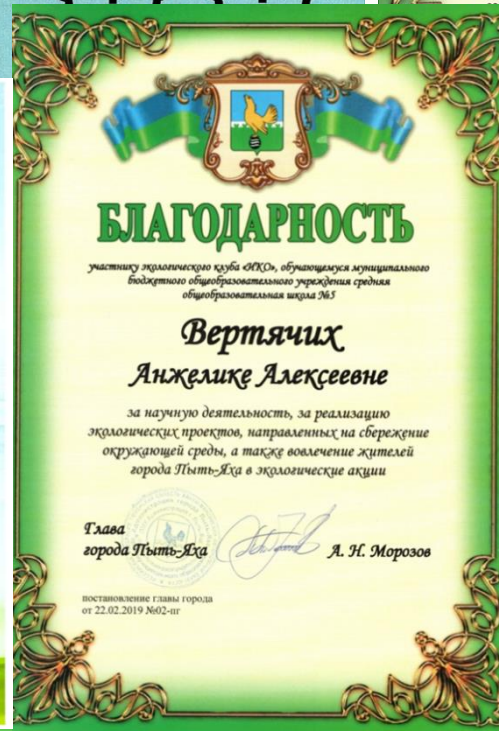 БЛАГОДАРНОСТЬ
участнику экологического клуба «НКО», обучающемуся муниципального
бюджетного общеобразовательного учреждения средняя
общеобразовательная школа №5
Вертячих
Анжелике Алексеевне
за научную деятельность, за реализацию
экологических проектов, направленных на сбережение
окружающей среды, а также вовлечение жителей
города Пыть-Яха в экологические акции
Глава
города Пыть-Яха
А. Н. Морозов
постановление главы города
от 22.02.2019 №02-пг